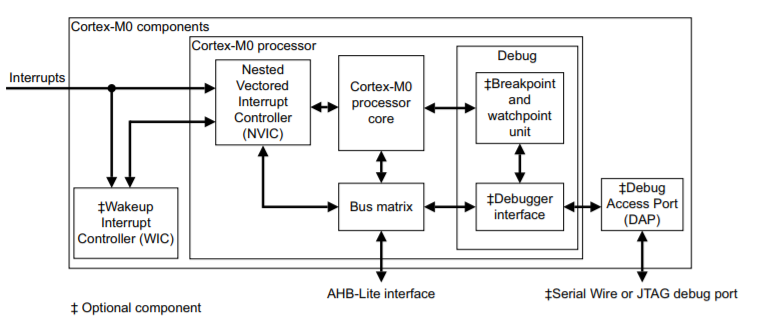 Cortex-M0 components
Cortex-M0 processor
Debug
Interrupts
Nested
Vectored
Interrupt
Controller
(NVIC)
Cortex-M0
processor
core
‡Breakpoint
and
watchpoint
unit
‡Wakeup
Interrupt
Controller (WIC)
Bus matrix
‡Debugger
interface
‡Debug
Access Port
(DAP)
AHB-Lite interface
‡Serial Wire or JTAG debug port
‡ Optional component